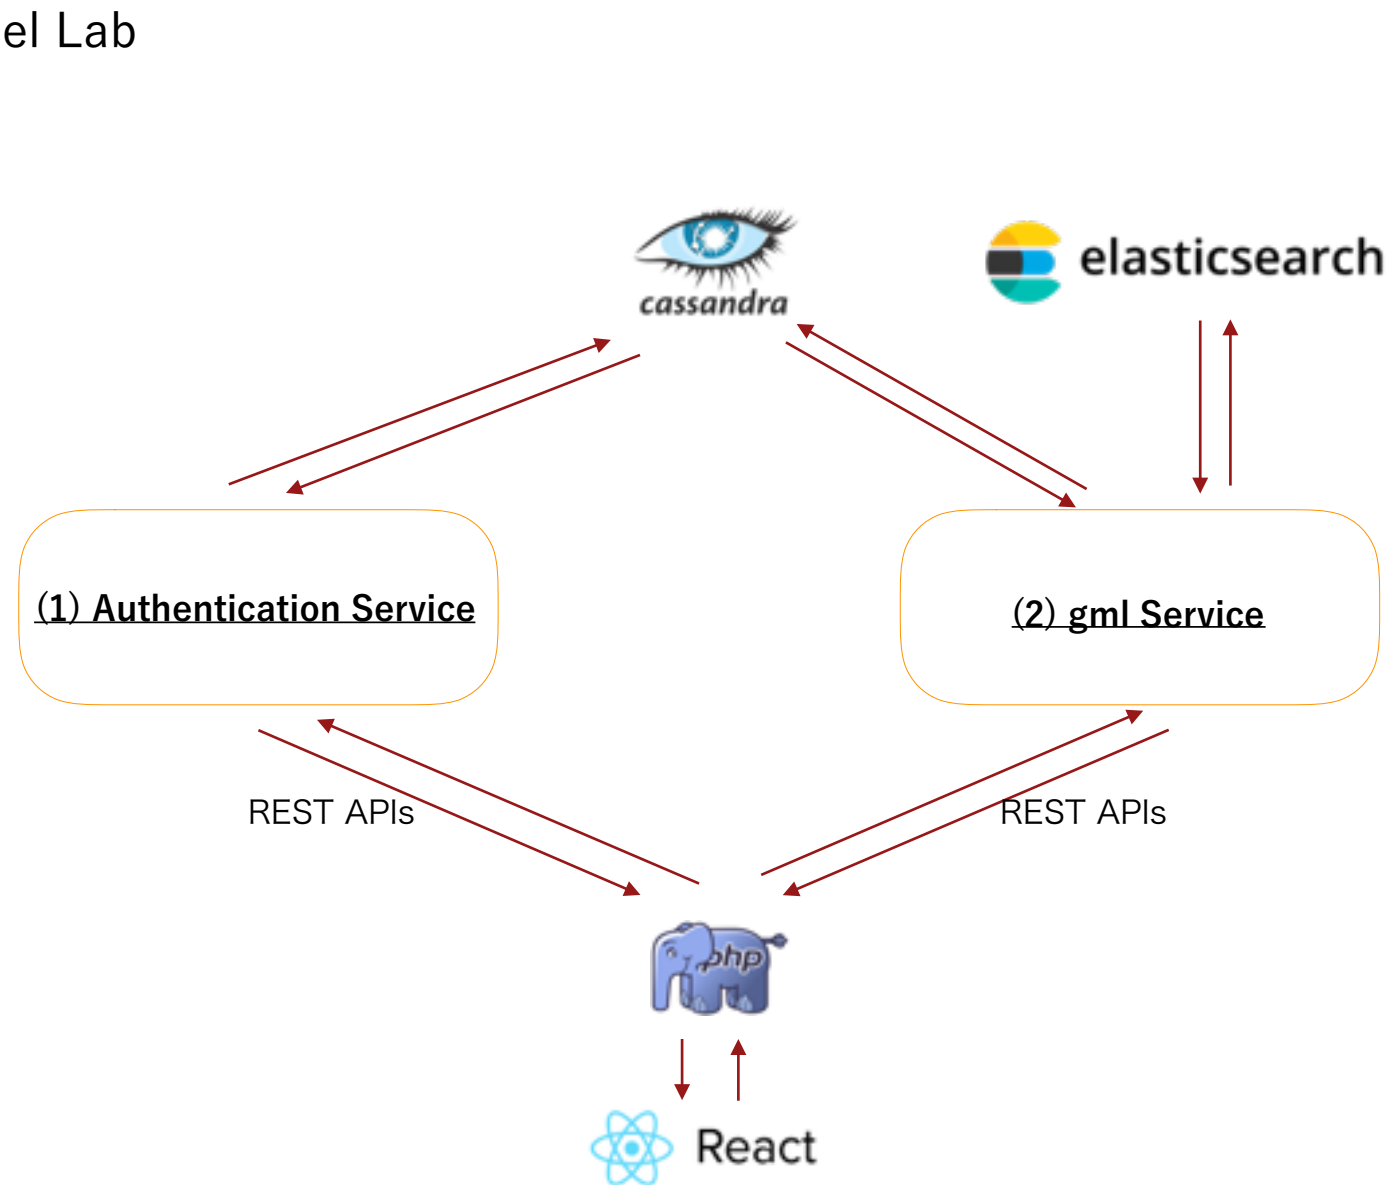 el Lab
cassandra
elasticsearch
(1) Authentication Service
(2) gml Service
REST APIs
REST APIs
php
React